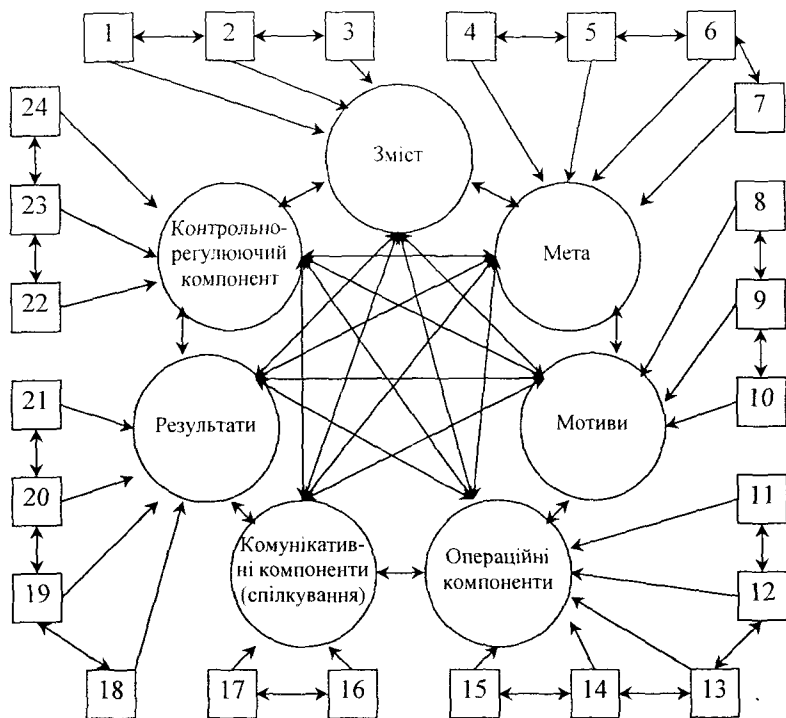 1 2 3 4 5 6
7
24
Зміст
8
23
Контрольно-
регулюючий
компонент
Мета
22
9
21
Результати
Мотиви
10
20
11
Комунікатив-
ні компоненти
(спілкування)
Операційні
компоненти
19
12
18 17 16 15 14 13